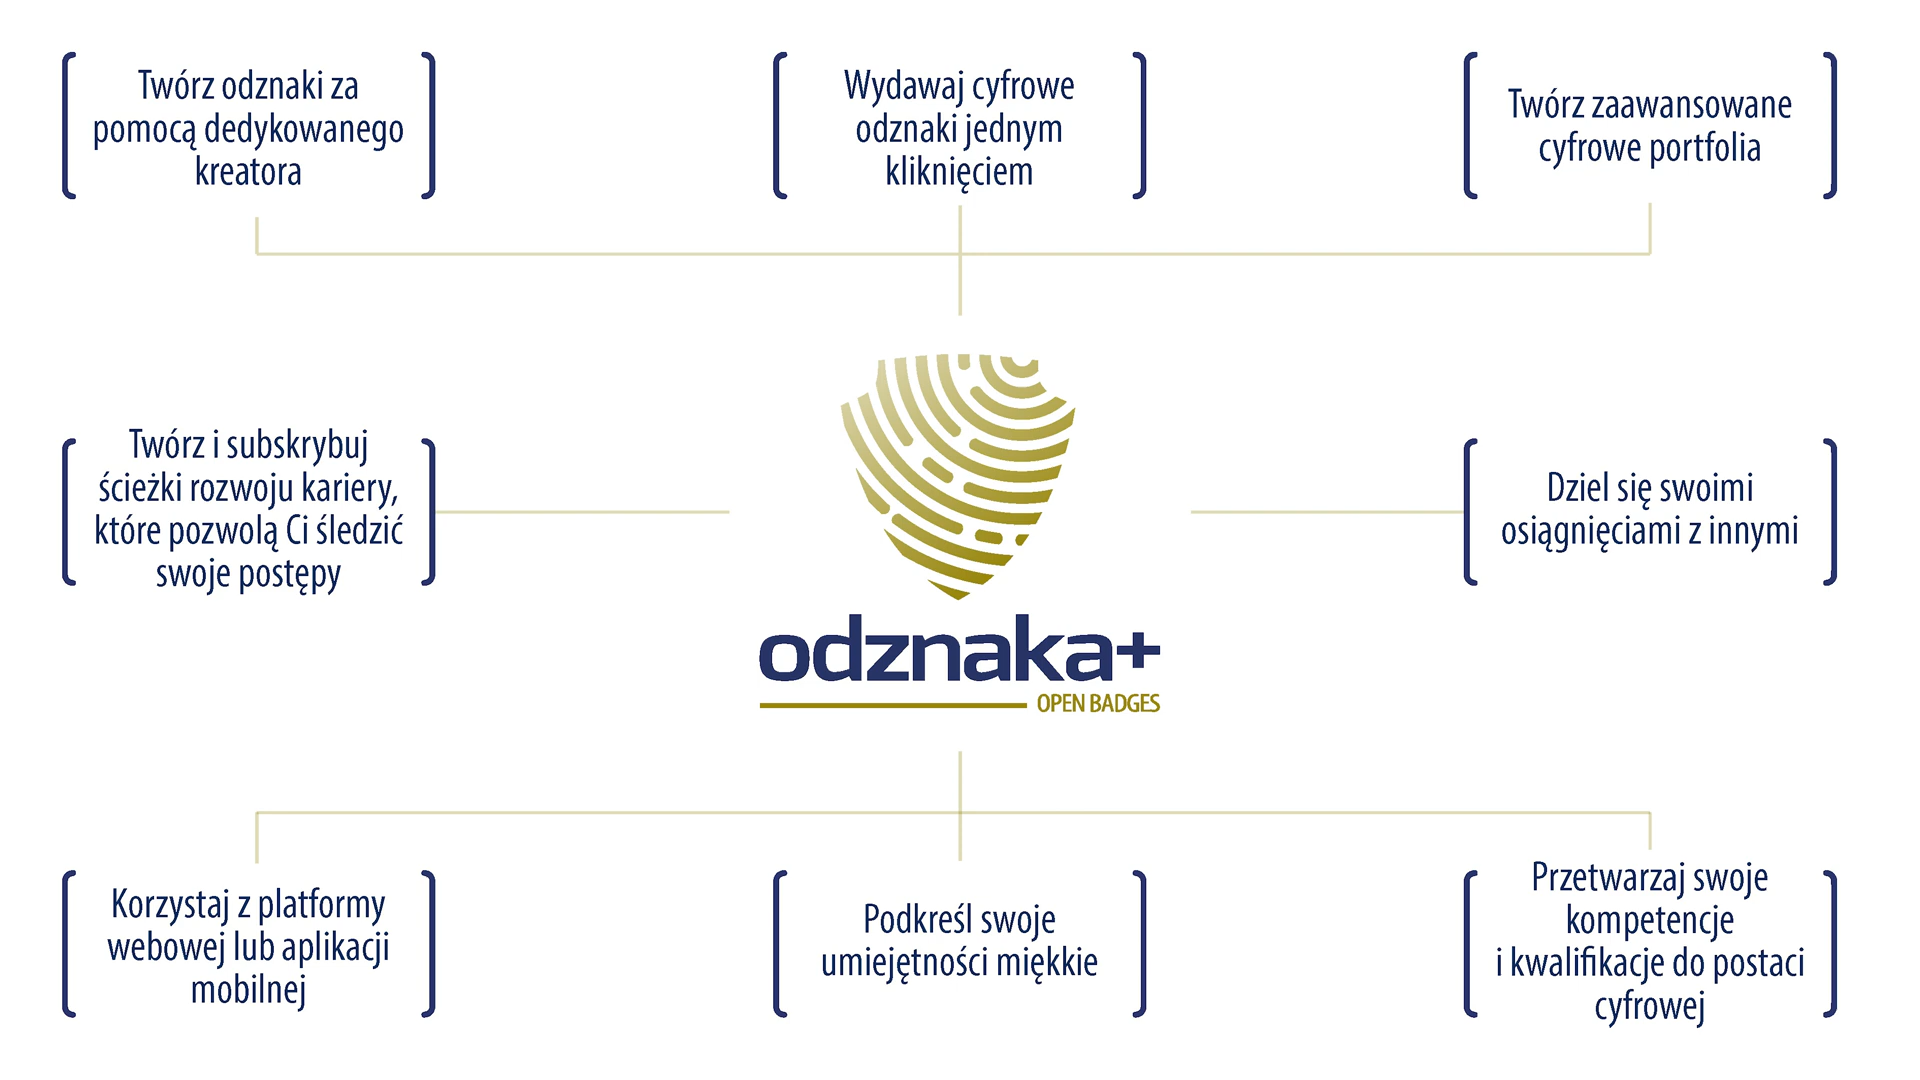 Twórz odznaki za
pomocą dedykowanego
kreatora
Wydawaj cyfrowe
odznaki jednym
kliknięciem
Twórz zaawansowane
cyfrowe portfolia
Twórz i subskrybuj
ścieżki rozwoju kariery,
które pozwolą Ci śledzić
swoje postępy
odznaka+
OPEN BADGES
Dziel się swoimi
osiągnięciami z innymi
Korzystaj z platformy
webowej lub aplikacji
mobilnej
Podkreśl swoje
umiejętności miękkie
Przetwarzaj swoje
kompetencje
i kwalifikacje do postaci
cyfrowej